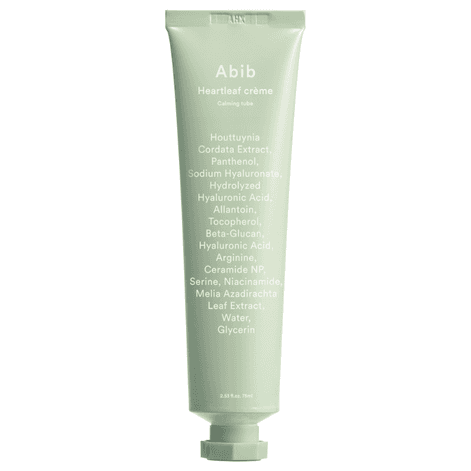 Abib
Heartleaf crème
Calming tube
Houttuynia
Cordata Extract,
Panthenol,
Sodium Hyaluronate,
Hydrolyzed
Hyaluronic Acid,
Allantoin,
Tocopherol,
Beta-Glucan,
Hyaluronic Acid,
Arginine,
Ceramide NP,
Serine, Niacinamide,
Melia Azadirachta
Leaf Extract,
Water,
Glycerin